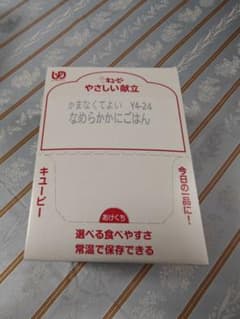 キユーピー
やさしい献立
かまなくてよい Y4-24
なめらかかにごはん
キユーピー
今日の一品に!
あけくち
選べる食べやすさ
常温で保存できる